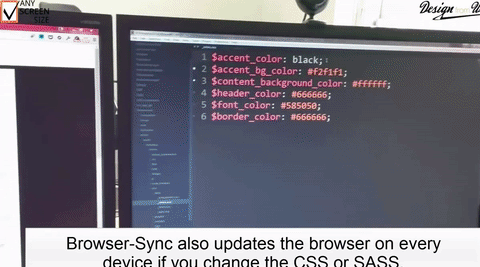 ANY
SCREEN
SIZE
Design
1 $accent_color: black;
2 $accent_bg_color: #f2f1f1;
3 $content_background_color: #ffffff;
4 $header_color: #666666;
5 $font_color: #585050;
6 $border_color: #666666;
Browser-Sync also updates the browser on every
device if you change the CSS or SASS